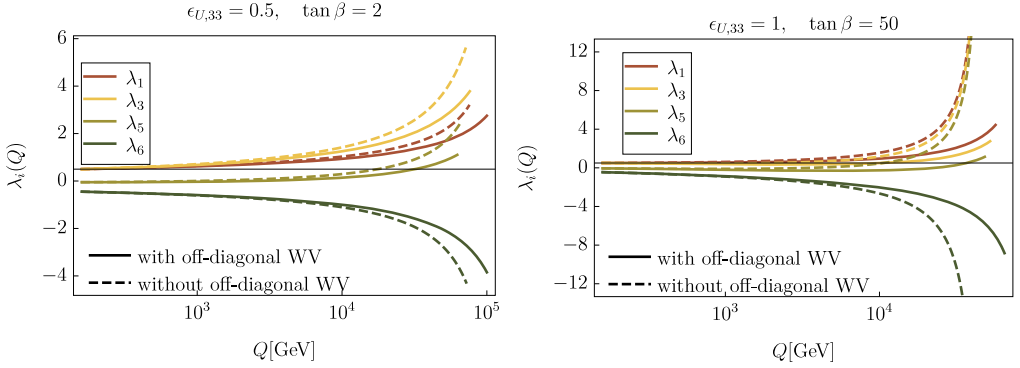 ϵ_{U,33} = 0.5, tan β = 2
6
4
2
0
−2
−4
λ_1
λ_3
λ_5
λ_6
with off-diagonal WV
without off-diagonal WV
10^3
10^4
10^5
Q[GeV]
λ_i(Q)
ϵ_{U,33} = 1, tan β = 50
12
8
4
0
−4
−8
−12
λ_1
λ_3
λ_5
λ_6
with off-diagonal WV
without off-diagonal WV
10^3
10^4
Q[GeV]
λ_i(Q)